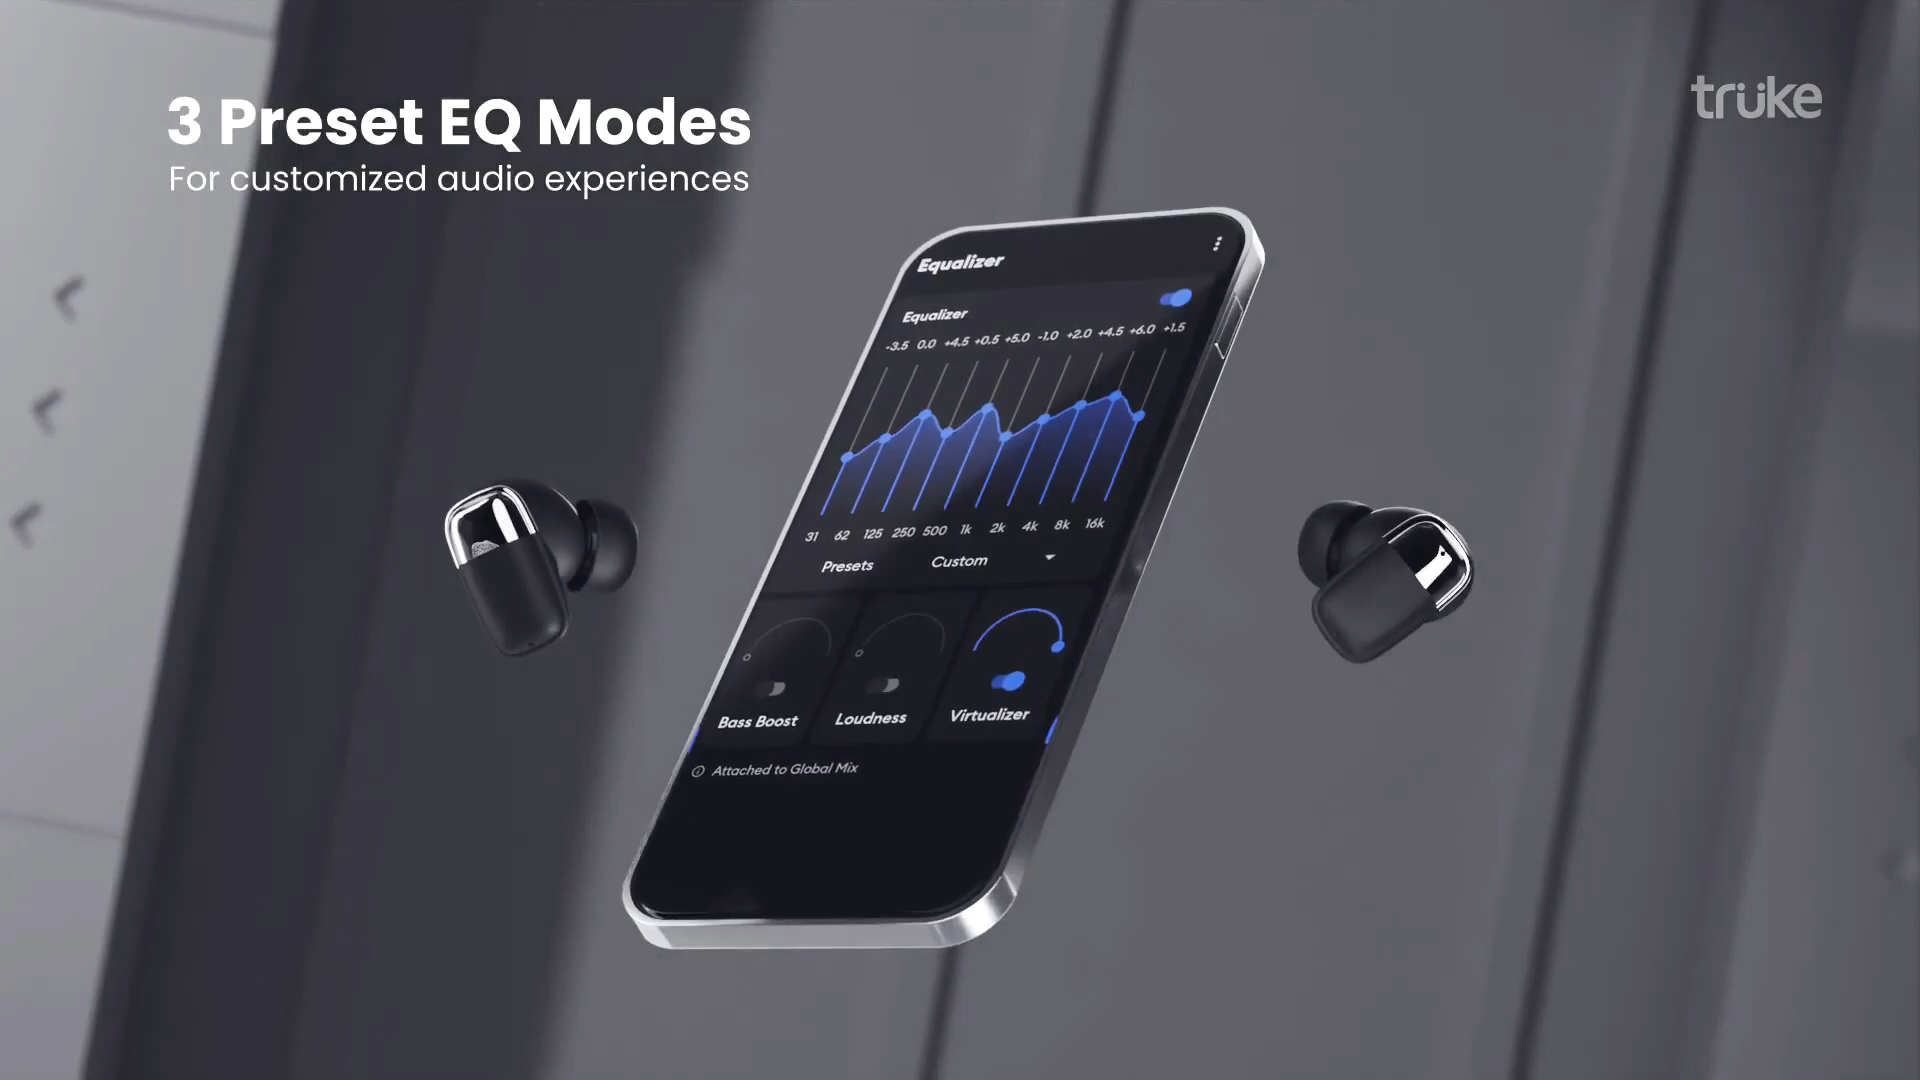 3 Preset EQ Modes
For customized audio experiences
trüke
Equalizer
Equalizer
-3.5 0.0 +4.5 +0.5 +5.0 -1.0 +2.0 +4.5 +6.0 +1.5
31 62 125 250 500 1k 2k 4k 8k 16k
Presets Custom
Bass Boost Loudness Virtualizer
Attached to Global Mix